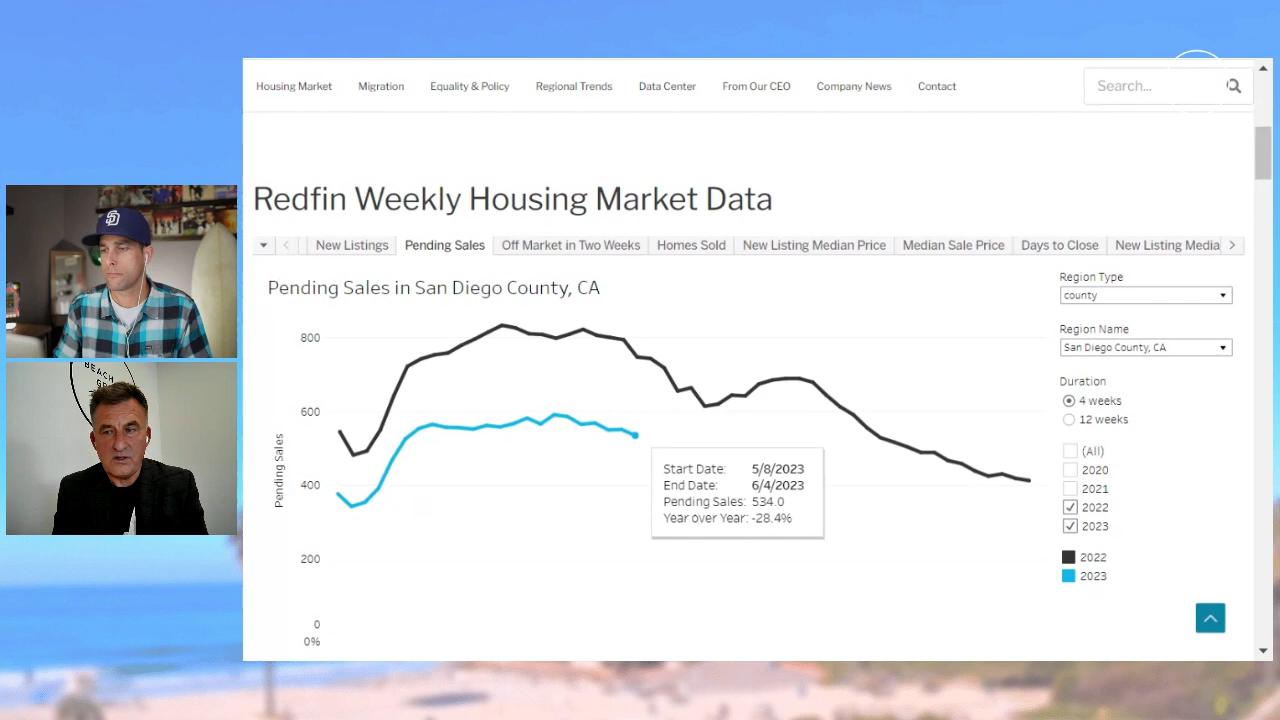 Housing Market Migration Equality & Policy Regional Trends Data Center From Our CEO Company News Contact
Search...
Redfin Weekly Housing Market Data
New Listings Pending Sales Off Market in Two Weeks Homes Sold New Listing Median Price Median Sale Price Days to Close New Listing Media
Pending Sales in San Diego County, CA
Pending Sales
800
600
400
200
0
0%
Start Date: 5/8/2023
End Date: 6/4/2023
Pending Sales: 534.0
Year over Year: -28.4%
Region Type
county
Region Name
San Diego County, CA
Duration
4 weeks
12 weeks
(All)
2020
2021
2022
2023
2022
2023
SD
BEACH
GR